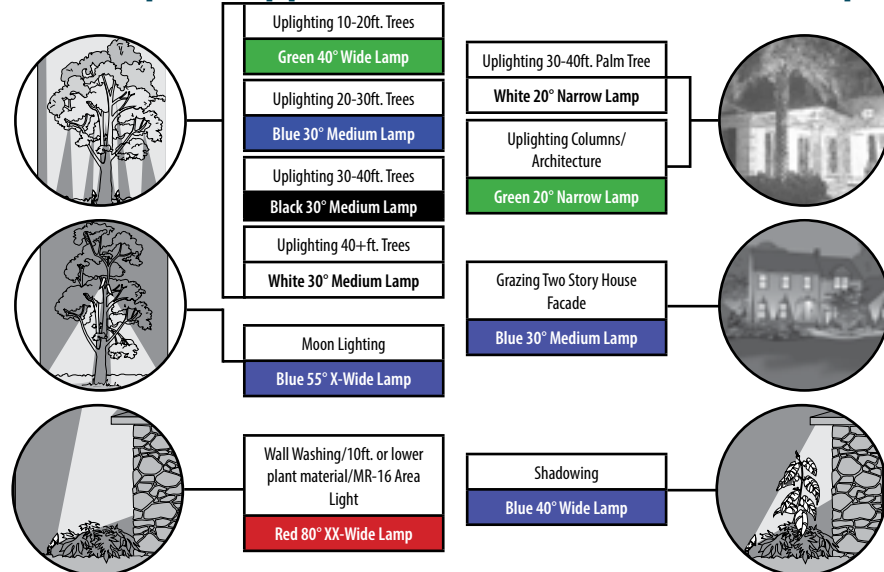 Uplighting 10-20ft. Trees
Green 40° Wide Lamp
Uplighting 20-30ft. Trees
Blue 30° Medium Lamp
Uplighting 30-40ft. Trees
Black 30° Medium Lamp
Uplighting 40+ft. Trees
White 30° Medium Lamp
Moon Lighting
Blue 55° X-Wide Lamp
Wall Washing/10ft. or lower
plant material/MR-16 Area
Light
Red 80° XX-Wide Lamp
Uplighting 30-40ft. Palm Tree
White 20° Narrow Lamp
Uplighting Columns/
Architecture
Green 20° Narrow Lamp
Grazing Two Story House
Facade
Blue 30° Medium Lamp
Shadowing
Blue 40° Wide Lamp